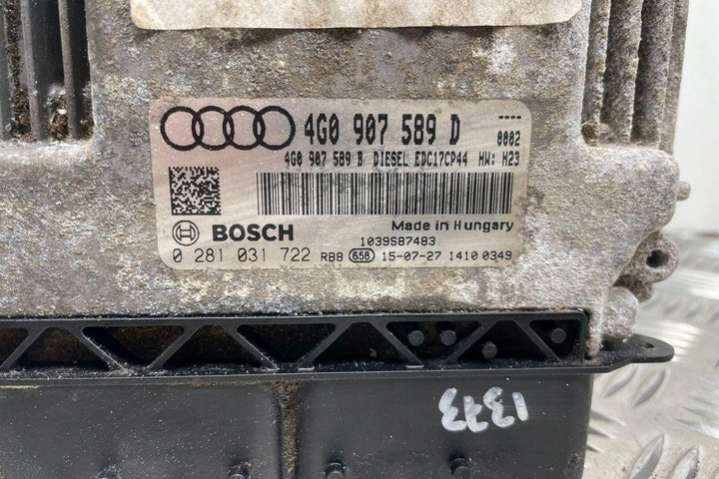 4G0 907 589 D
----
0002
4G0 907 589 B DIESEL EDC17CP44 HW: H23
BOSCH
Made in Hungary
1039S87483
0 281 031 722 RB8 656 15-07-27 1410 0349
1373